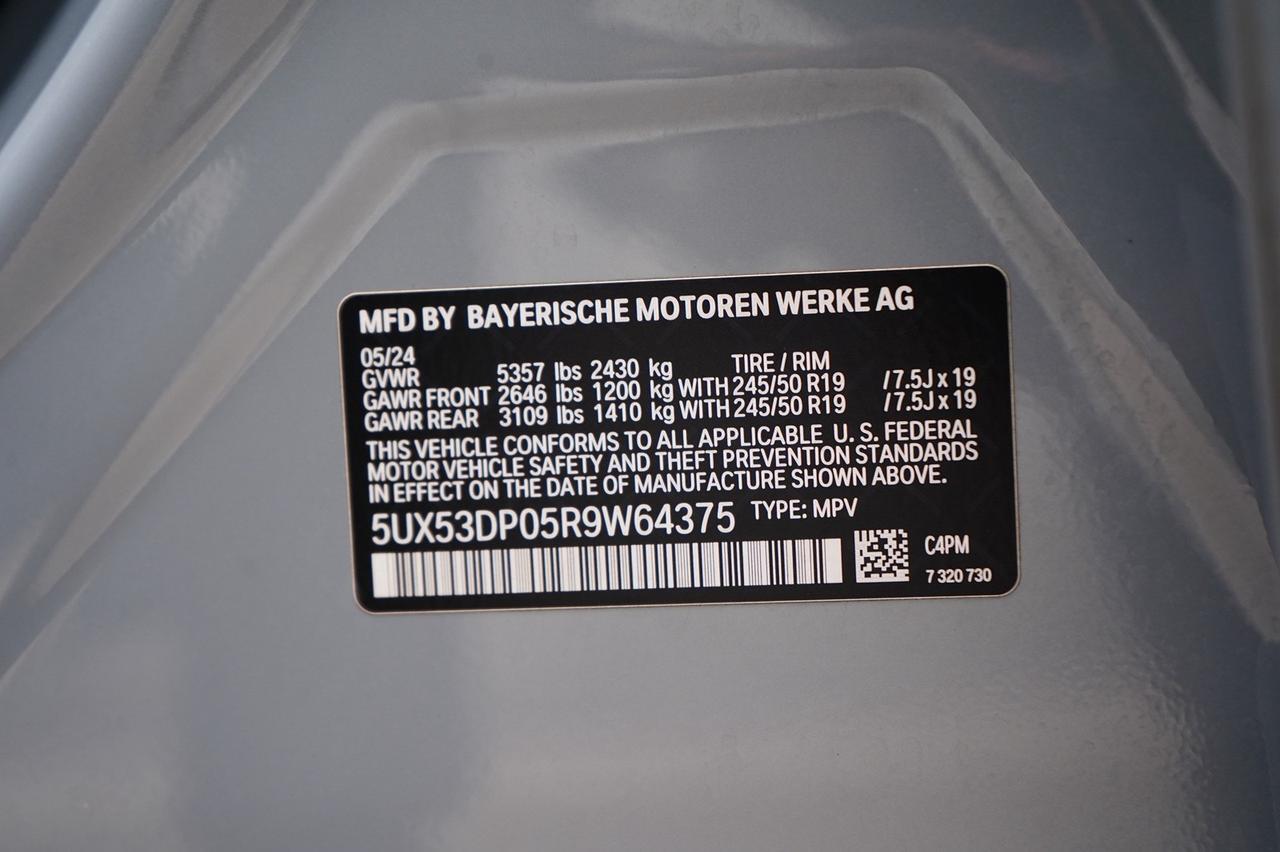 MFD BY BAYERISCHE MOTOREN WERKE AG
05/24 TIRE / RIM
GVWR 5357 lbs 2430 kg
GAWR FRONT 2646 lbs 1200 kg WITH 245/50 R19 / 7.5J x 19
GAWR REAR 3109 lbs 1410 kg WITH 245/50 R19 / 7.5J x 19
THIS VEHICLE CONFORMS TO ALL APPLICABLE U. S. FEDERAL
MOTOR VEHICLE SAFETY AND THEFT PREVENTION STANDARDS
IN EFFECT ON THE DATE OF MANUFACTURE SHOWN ABOVE.
5UX53DP05R9W64375 TYPE: MPV
C4PM
7 320 730